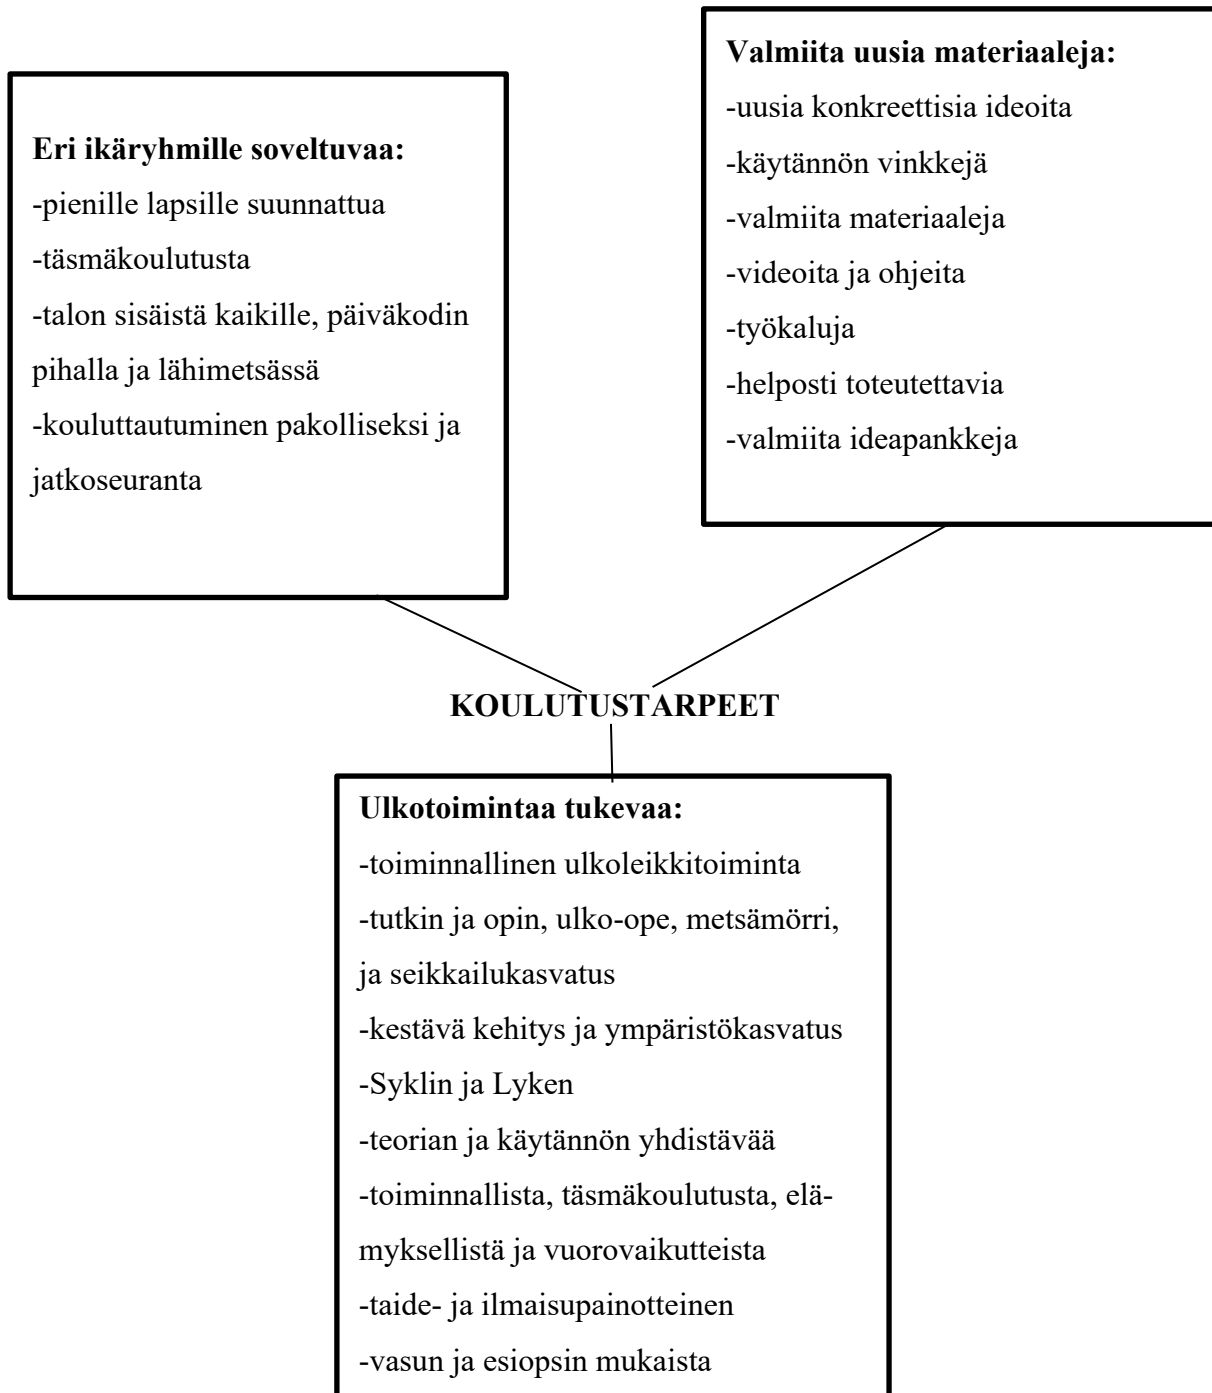 Eri ikäryhmille soveltuvaa:
-pienille lapsille suunnattua
-täsmäkoulutusta
-talon sisäistä kaikille, päiväkodin
pihalla ja lähimetsässä
-kouluttautuminen pakolliseksi ja
jatkoseuranta
Valmiita uusia materiaaleja:
-uusia konkreettisia ideoita
-käytännön vinkkejä
-valmiita materiaaleja
-videoita ja ohjeita
-työkaluja
-helposti toteutettavia
-valmiita ideapankkeja
KOULUTUSTARPEET
Ulkotoimintaa tukevaa:
-toiminnallinen ulkoleikkitoiminta
-tutkin ja opin, ulko-ope, metsämörri,
ja seikkailukasvatus
-kestävä kehitys ja ympäristökasvatus
-Syklin ja Lyken
-teorian ja käytännön yhdistävää
-toiminnallista, täsmäkoulutusta, elä-
myksellistä ja vuorovaikutteista
-taide- ja ilmaisupainotteinen
-vasun ja esiopsin mukaista